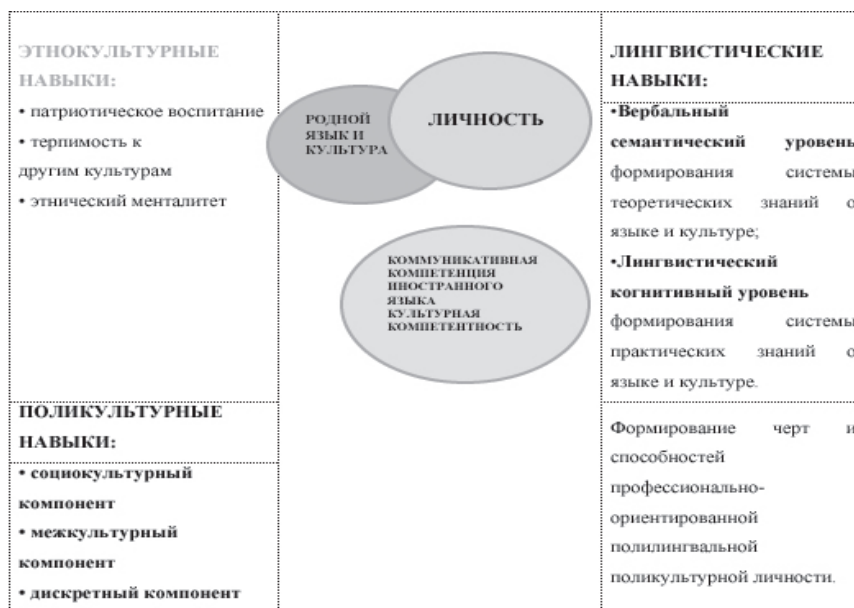 ЭТНОКУЛЬТУРНЫЕ
НАВЫКИ:
• патриотическое воспитание
• терпимость к
другим культурам
• этнический менталитет
ПОЛИКУЛЬТУРНЫЕ
НАВЫКИ:
• социокультурный
компонент
• межкультурный
компонент
• дискретный компонент
РОДНОЙ
ЯЗЫК И
КУЛЬТУРА
ЛИЧНОСТЬ
КОММУНИКАТИВНАЯ
КОМПЕТЕНЦИЯ
ИНОСТРАННОГО
ЯЗЫКА
КУЛЬТУРНАЯ
КОМПЕТЕНТНОСТЬ
ЛИНГВИСТИЧЕСКИЕ
НАВЫКИ:
•Вербальный
семантический уровень
формирования системы
теоретических знаний о
языке и культуре;
•Лингвистический
когнитивный уровень
формирования системы
практических знаний о
языке и культуре.
Формирование черт и
способностей
профессионально-
ориентированной
полилингвальной
поликультурной личности.